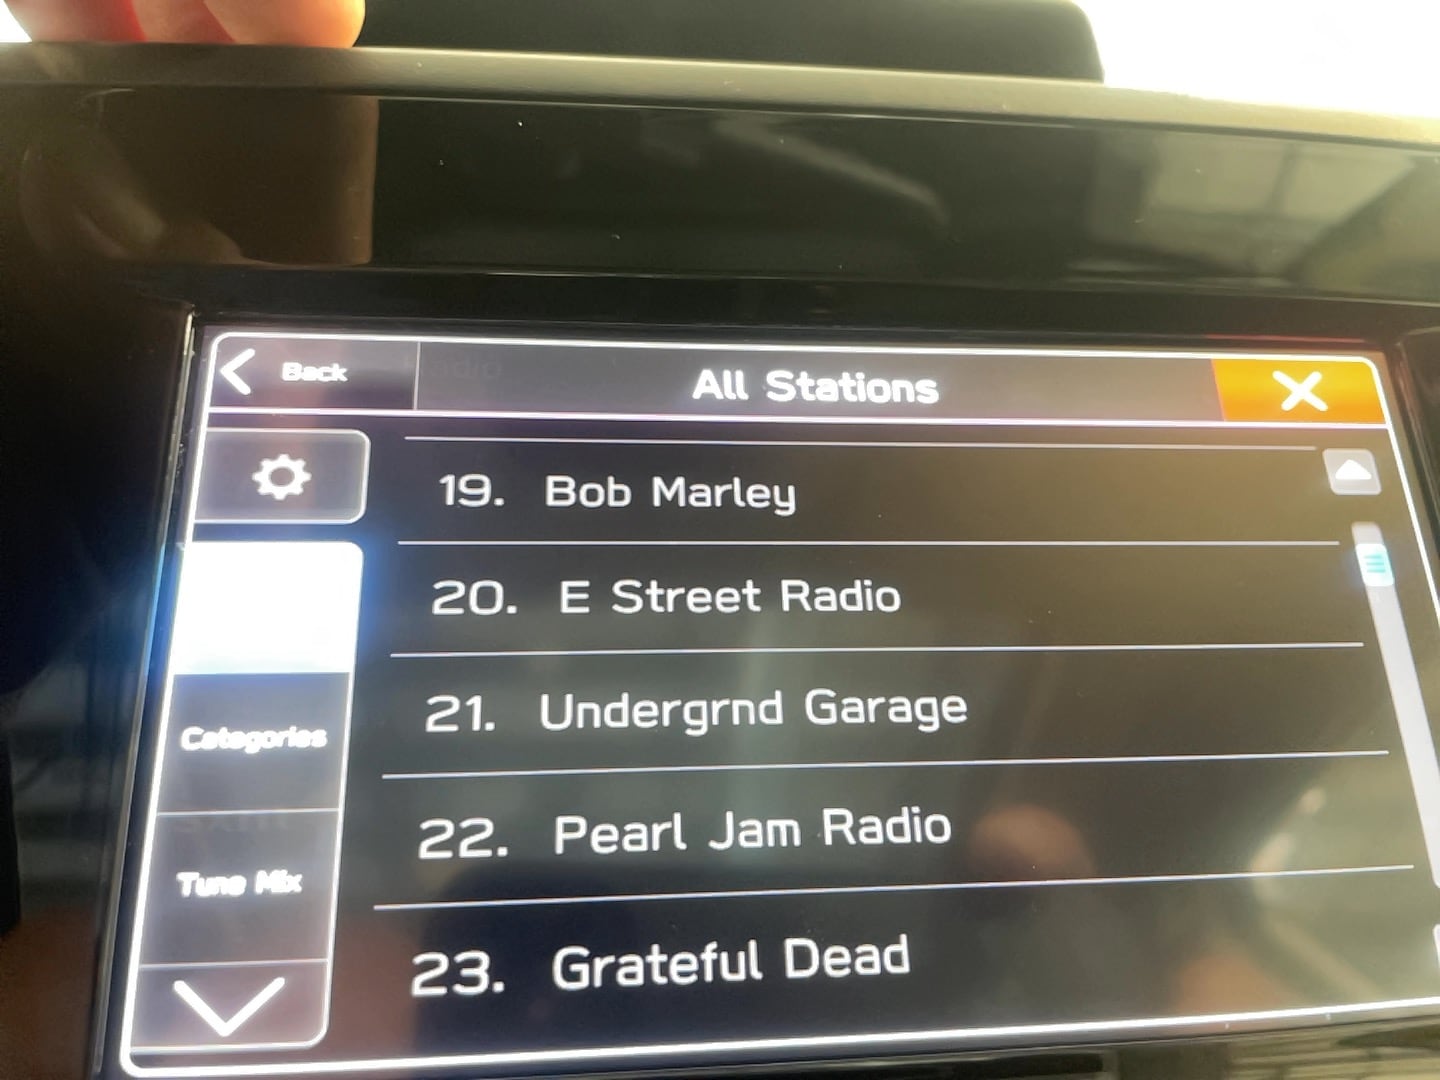 Back
All Stations
19. Bob Marley
20. E Street Radio
21. Undergrnd Garage
Categories
22. Pearl Jam Radio
Tune Mix
23. Grateful Dead